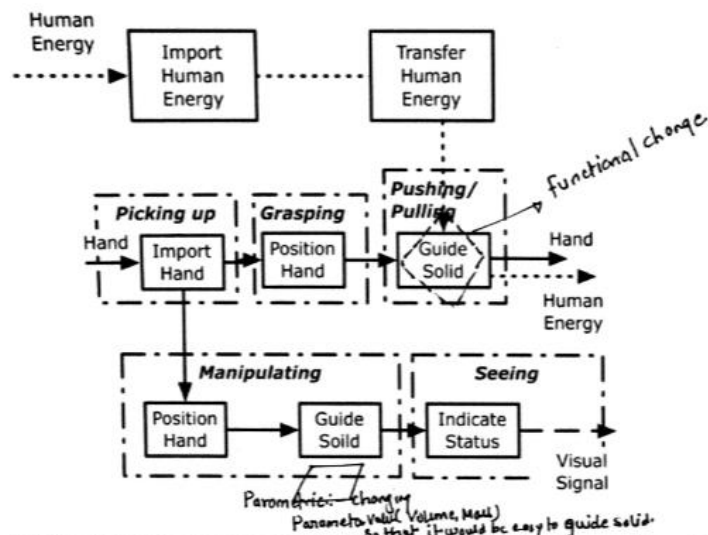 Human
Energy
Import
Human
Energy
Transfer
Human
Energy
functional change
Pushing/
Pulling
Picking up
Grasping
Hand
Import
Hand
Position
Hand
Guide
Solid
Hand
Human
Energy
Manipulating
Seeing
Position
Hand
Guide
Soild
Indicate
Status
Visual
Signal
Parametric:- changing
Parameter value (Volume, Mass)
so that it would be easy to guide solid.